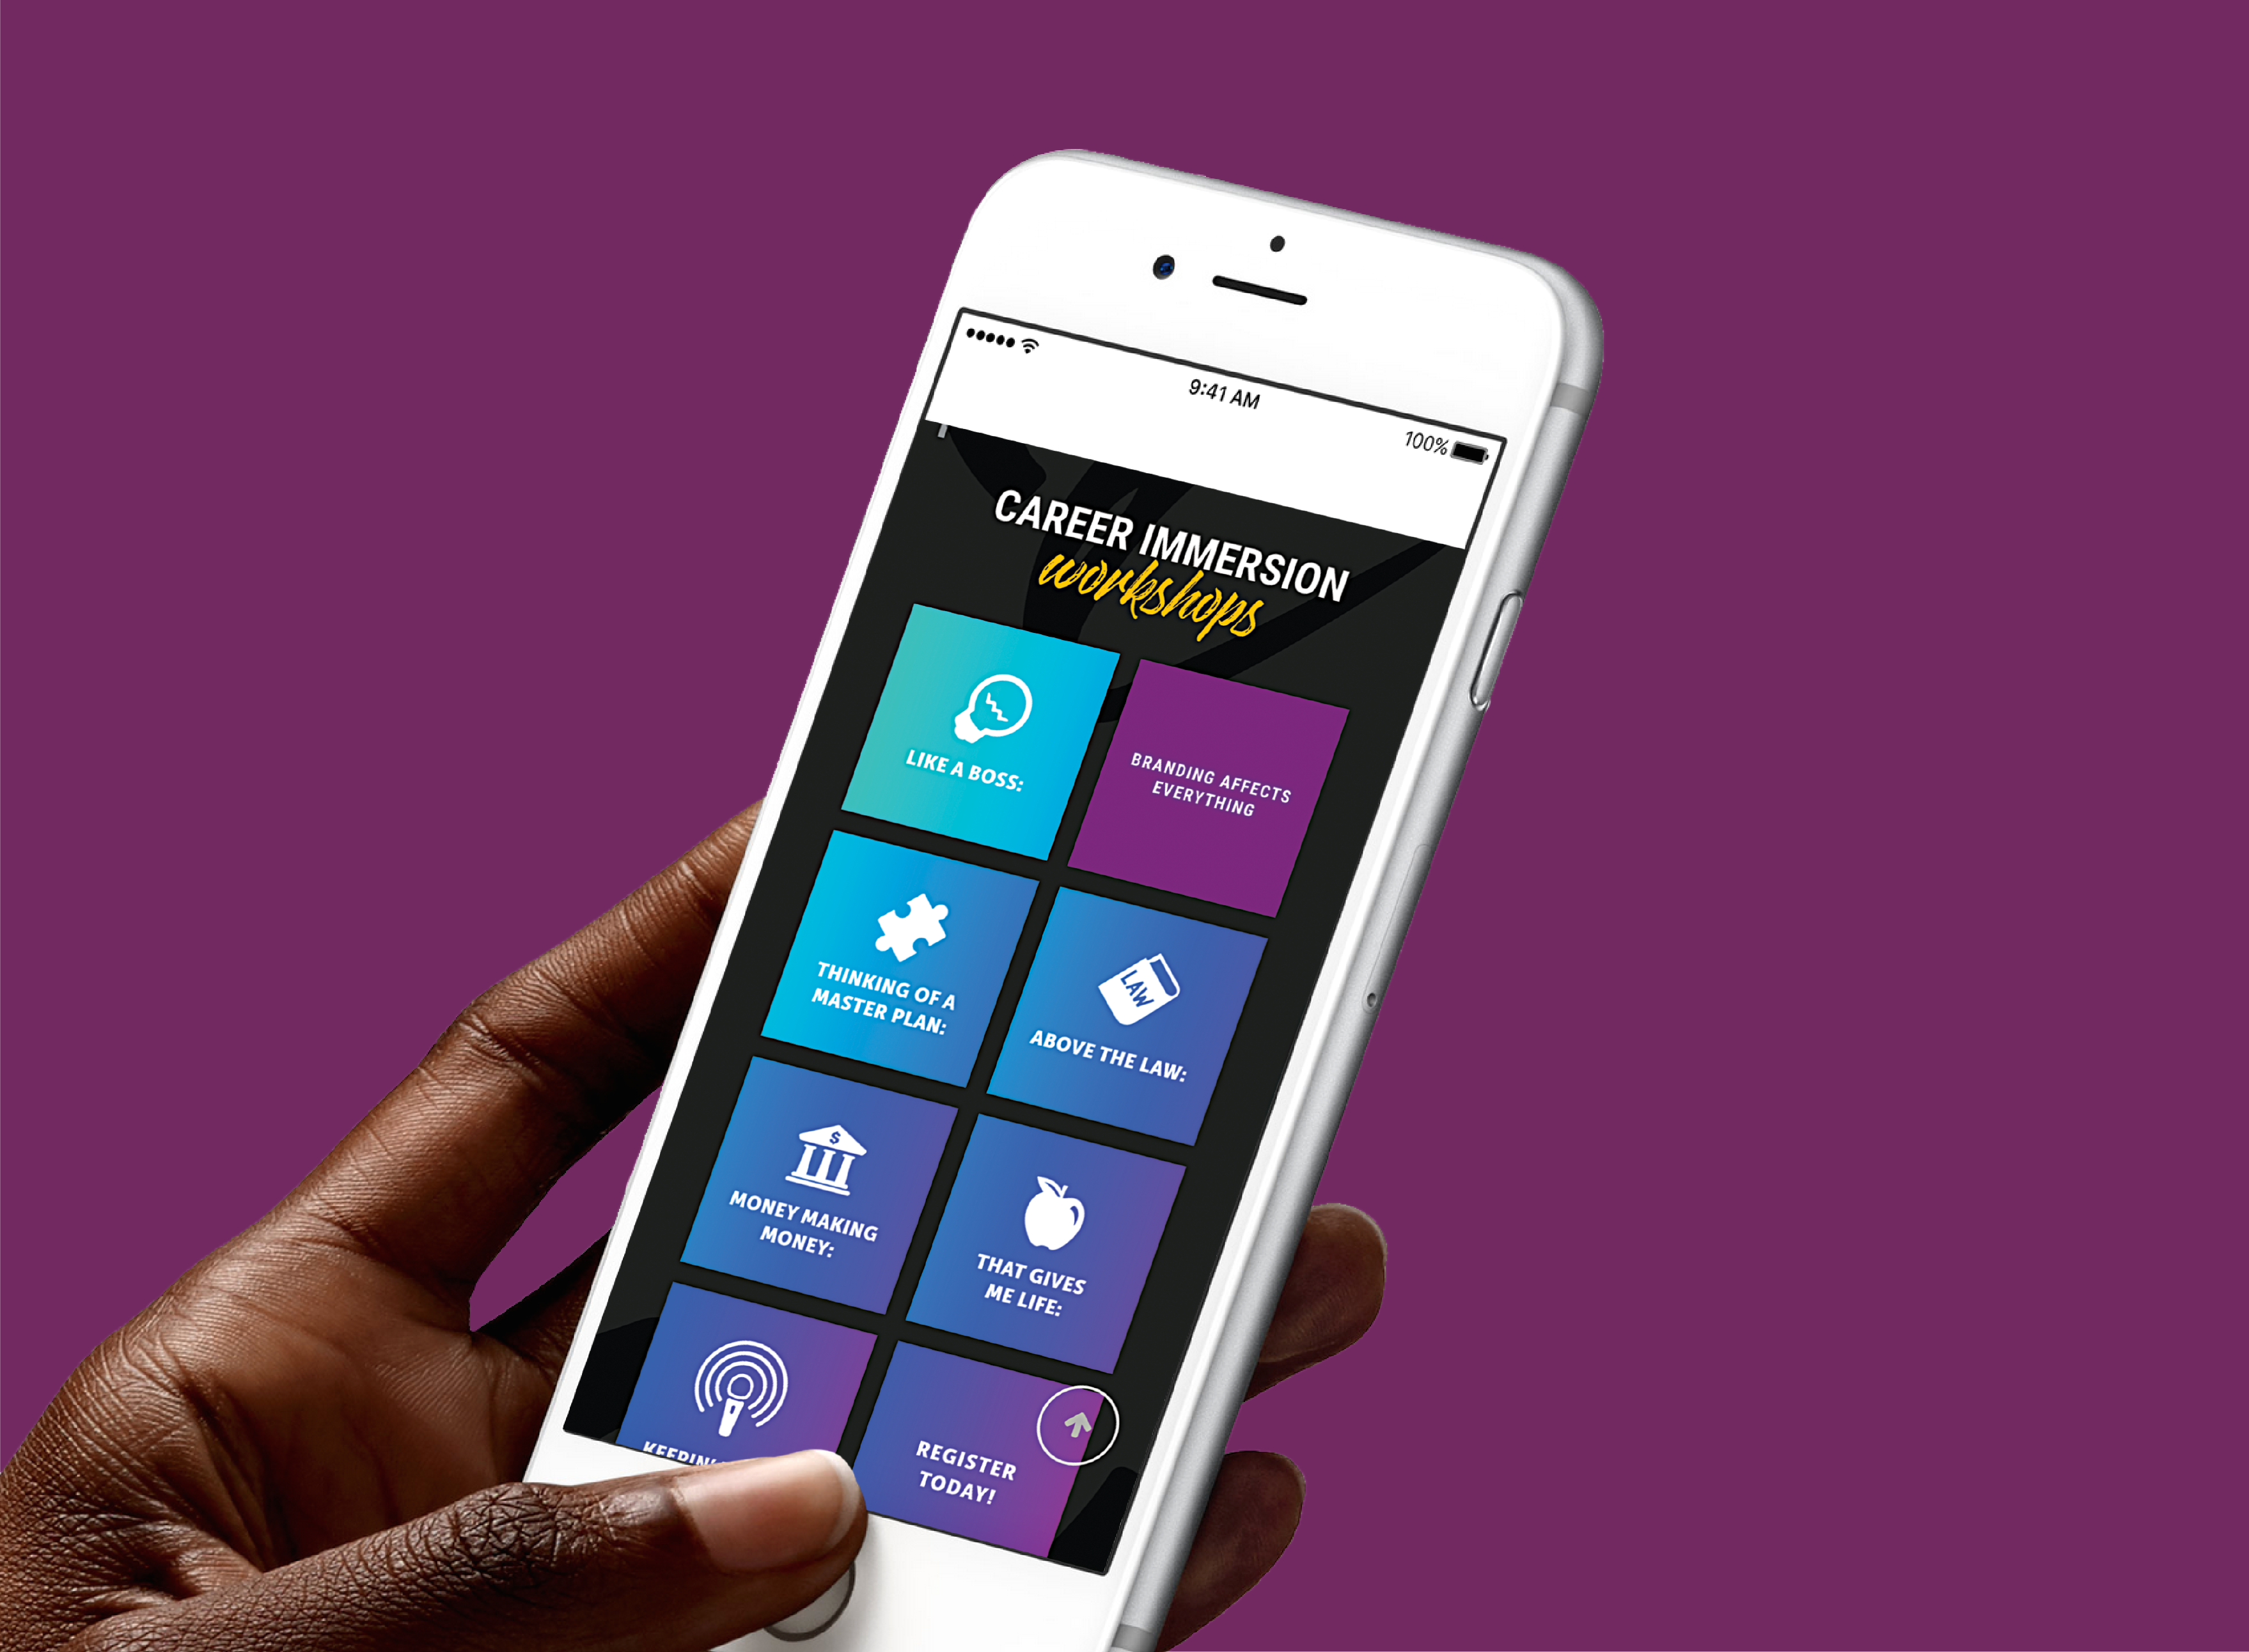 9:41 AM
100%
CAREER IMMERSION
workshops
LIKE A BOSS:
BRANDING AFFECTS
EVERYTHING
THINKING OF A
MASTER PLAN:
LAW
ABOVE THE LAW:
$
MONEY MAKING
MONEY:
THAT GIVES
ME LIFE:
REGISTER
TODAY!